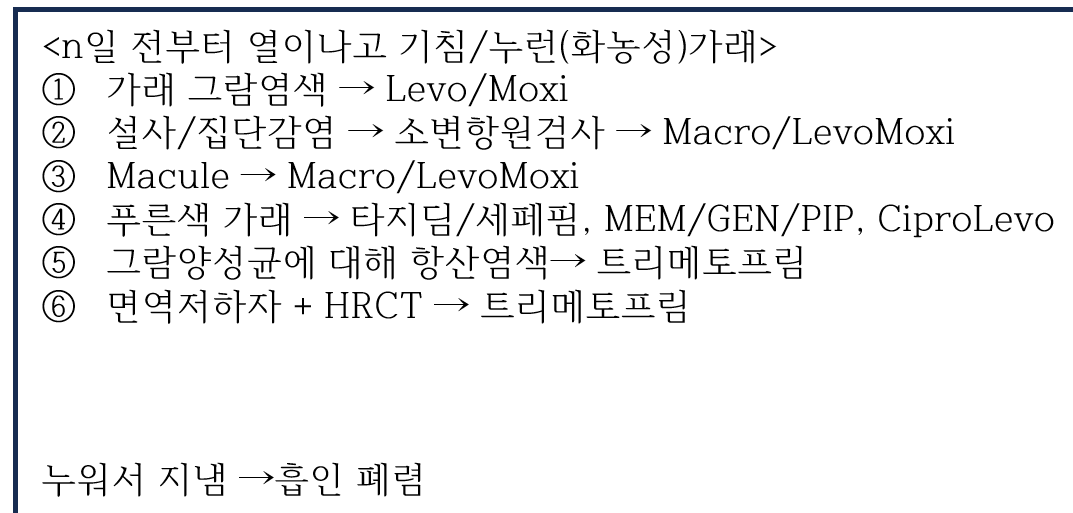 <n일 전부터 열이나고 기침/누런(화농성)가래>
① 가래 그람염색 → Levo/Moxi
② 설사/집단감염 → 소변항원검사 → Macro/LevoMoxi
③ Macule → Macro/LevoMoxi
④ 푸른색 가래 → 타지딤/세페핌, MEM/GEN/PIP, CiproLevo
⑤ 그람양성균에 대해 항산염색→ 트리메토프림
⑥ 면역저하자 + HRCT → 트리메토프림
누워서 지냄 →흡인 폐렴